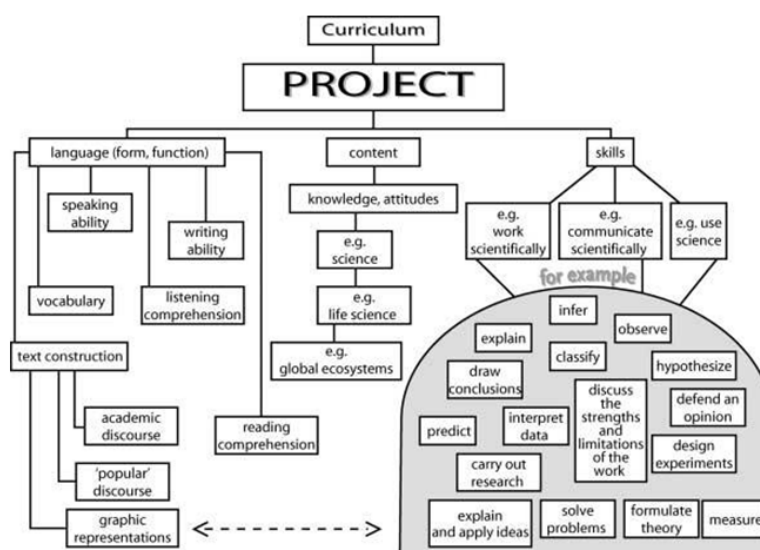 Curriculum
PROJECT
language (form, function)
content
skills
speaking
ability
writing
ability
vocabulary
listening
comprehension
text construction
academic
discourse
'popular'
discourse
graphic
representations
reading
comprehension
knowledge, attitudes
e.g.
science
e.g.
life science
e.g.
global ecosystems
e.g.
work
scientifically
e.g.
communicate
scientifically
e.g. use
science
for example
infer
observe
explain
classify
hypothesize
draw
conclusions
discuss
the
strengths
and
limitations
of the
work
defend an
opinion
predict
interpret
data
design
experiments
carry out
research
explain
and apply ideas
solve
problems
formulate
theory
measure